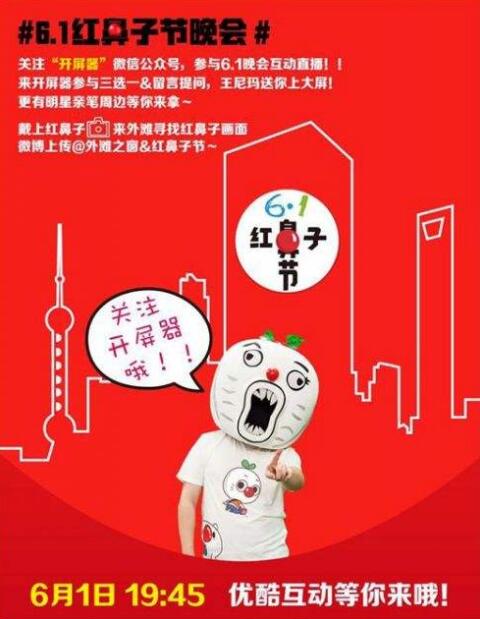 #6.1红鼻子节晚会 #
关注“开屏器”微信公众号，参与6.1晚会互动直播！！
来开屏器参与三选一&留言提问，王尼玛送你上大屏！
更有明星亲笔周边等你来拿～
戴上红鼻子 来外滩寻找红鼻子画面
微博上传@外滩之窗&红鼻子节～
6·1
红鼻子
节
关注
开屏器
哦！！
6月1日 19:45 优酷互动等你来哦！